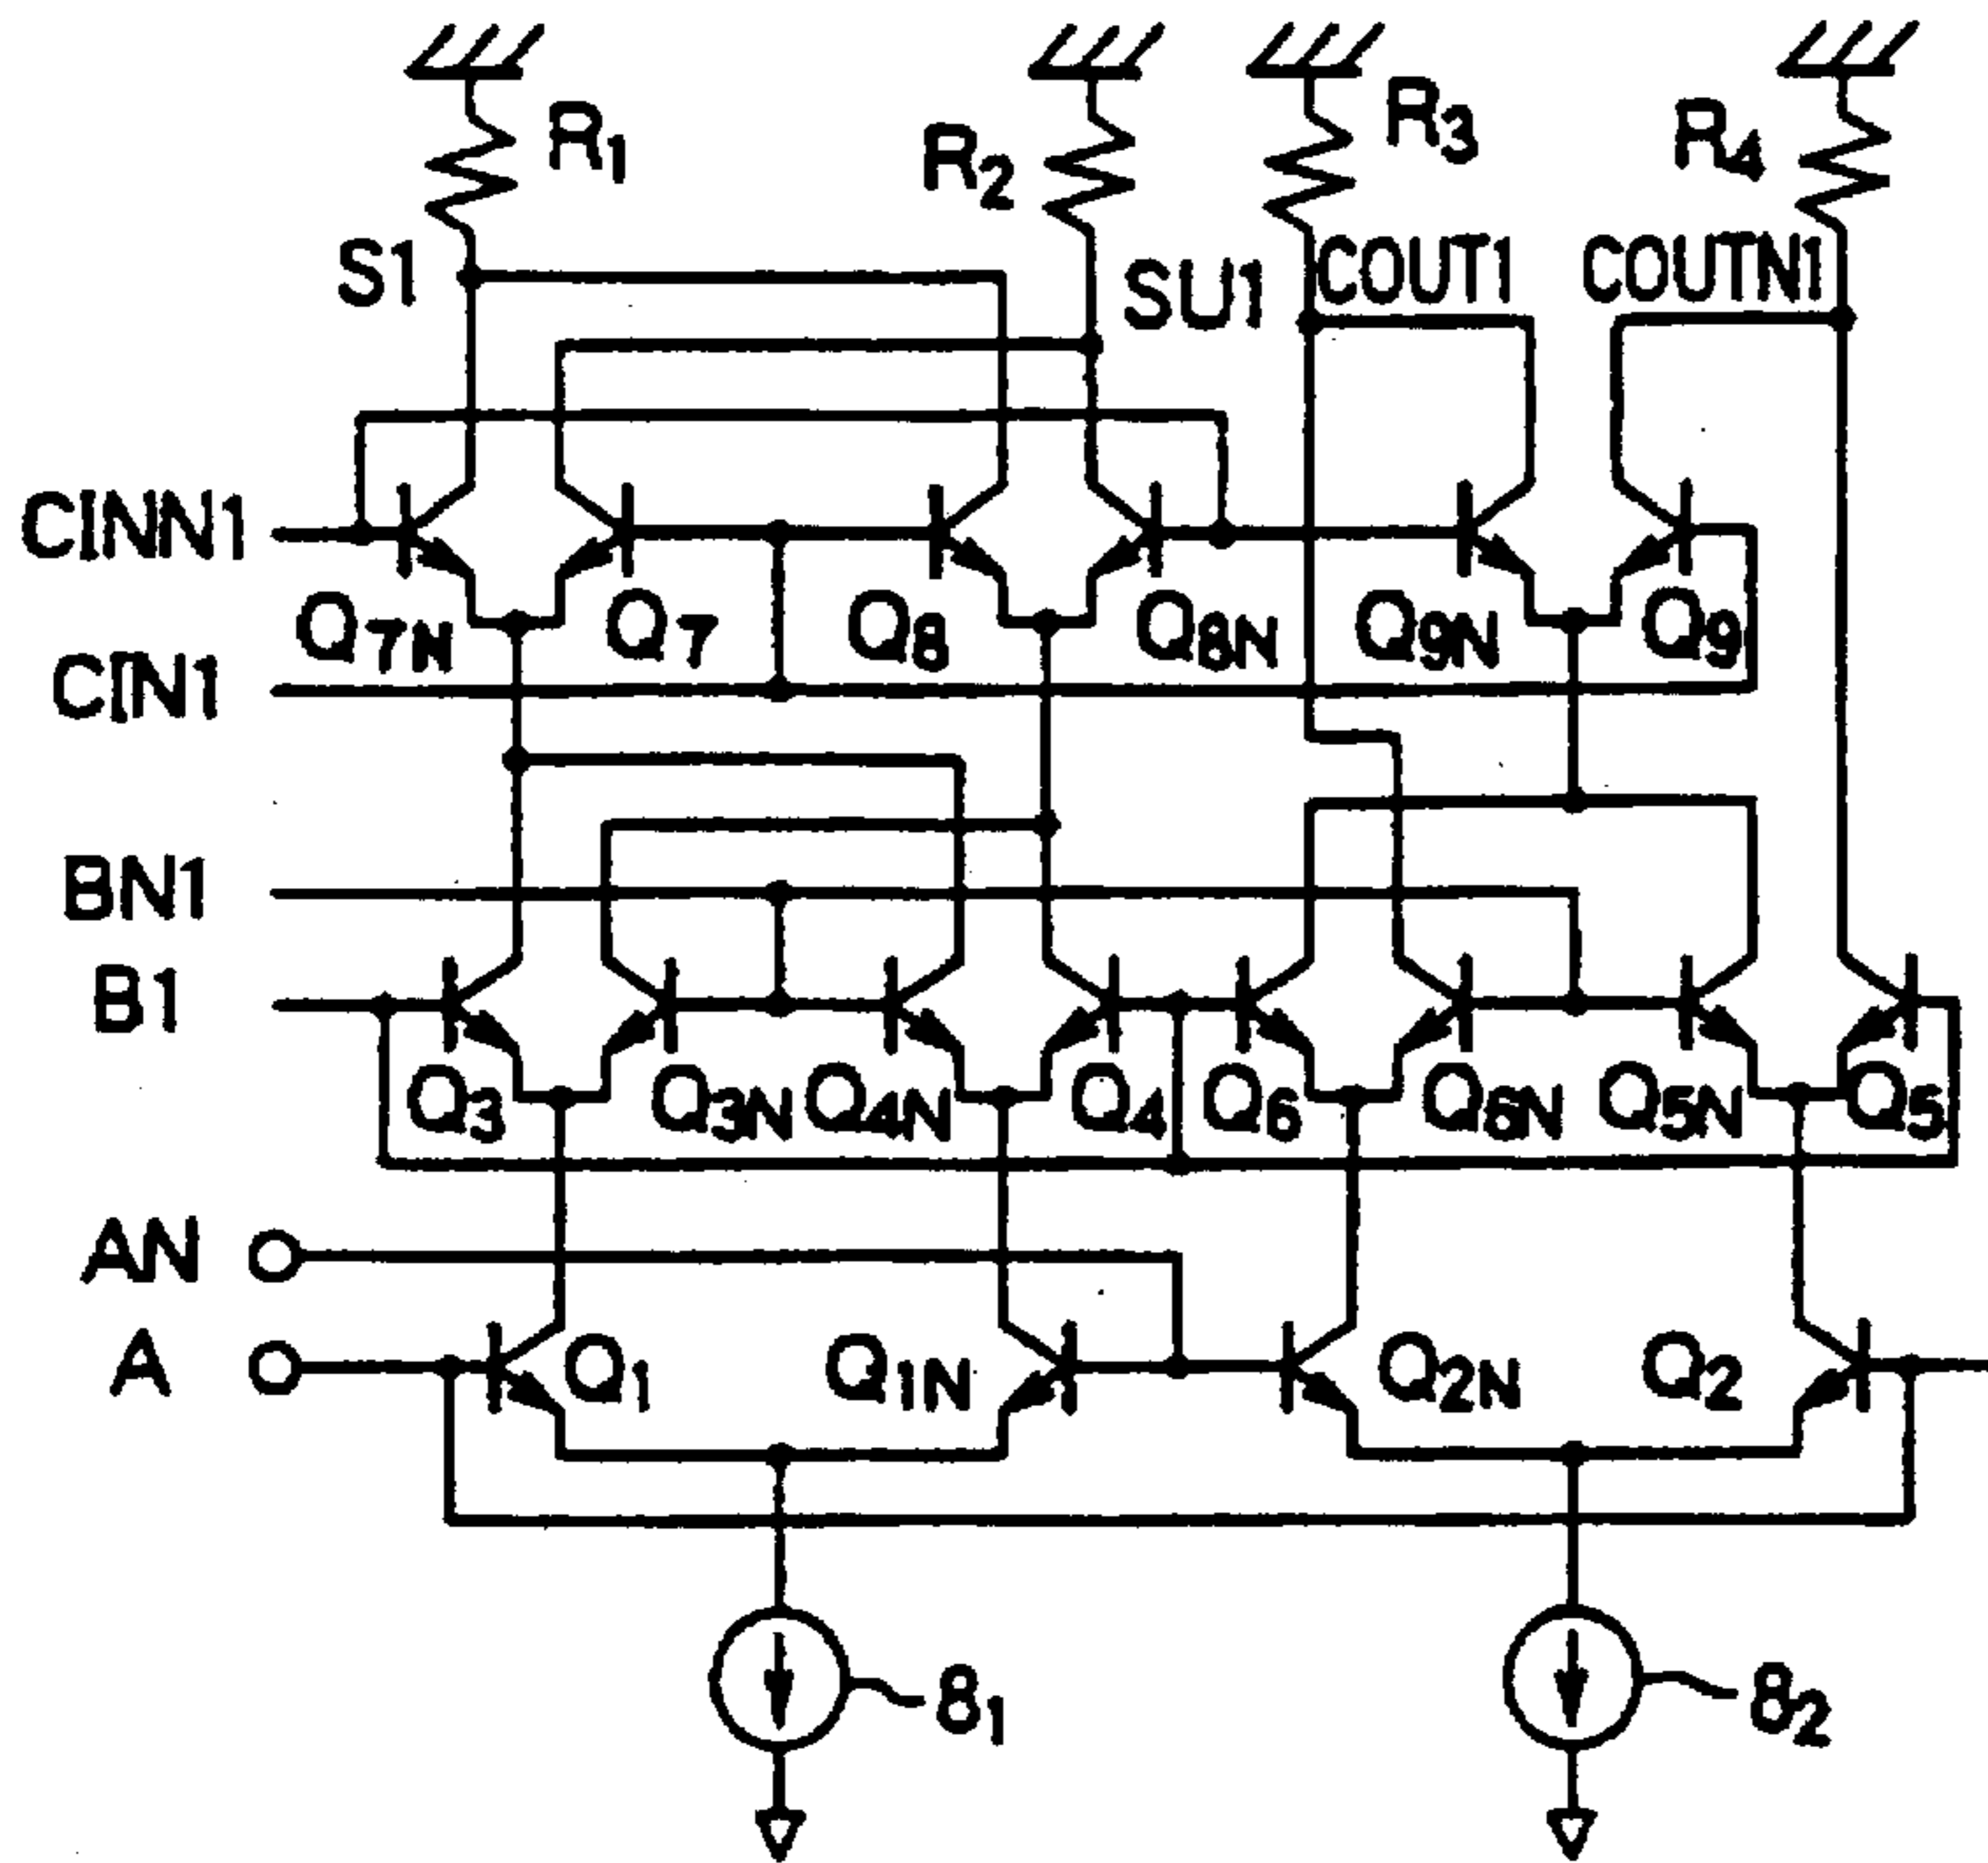 R1
R2
R3
R4
S1
SU1
COUT1
COUTN1
CINN1
Q7N
Q7
Q8
Q8N
Q9N
Q9
CIN1
BN1
B1
Q3
Q3N
Q4N
Q4
Q6
Q6N
Q5N
Q5
AN
A
Q1
Q1N
Q2N
Q2
81
82